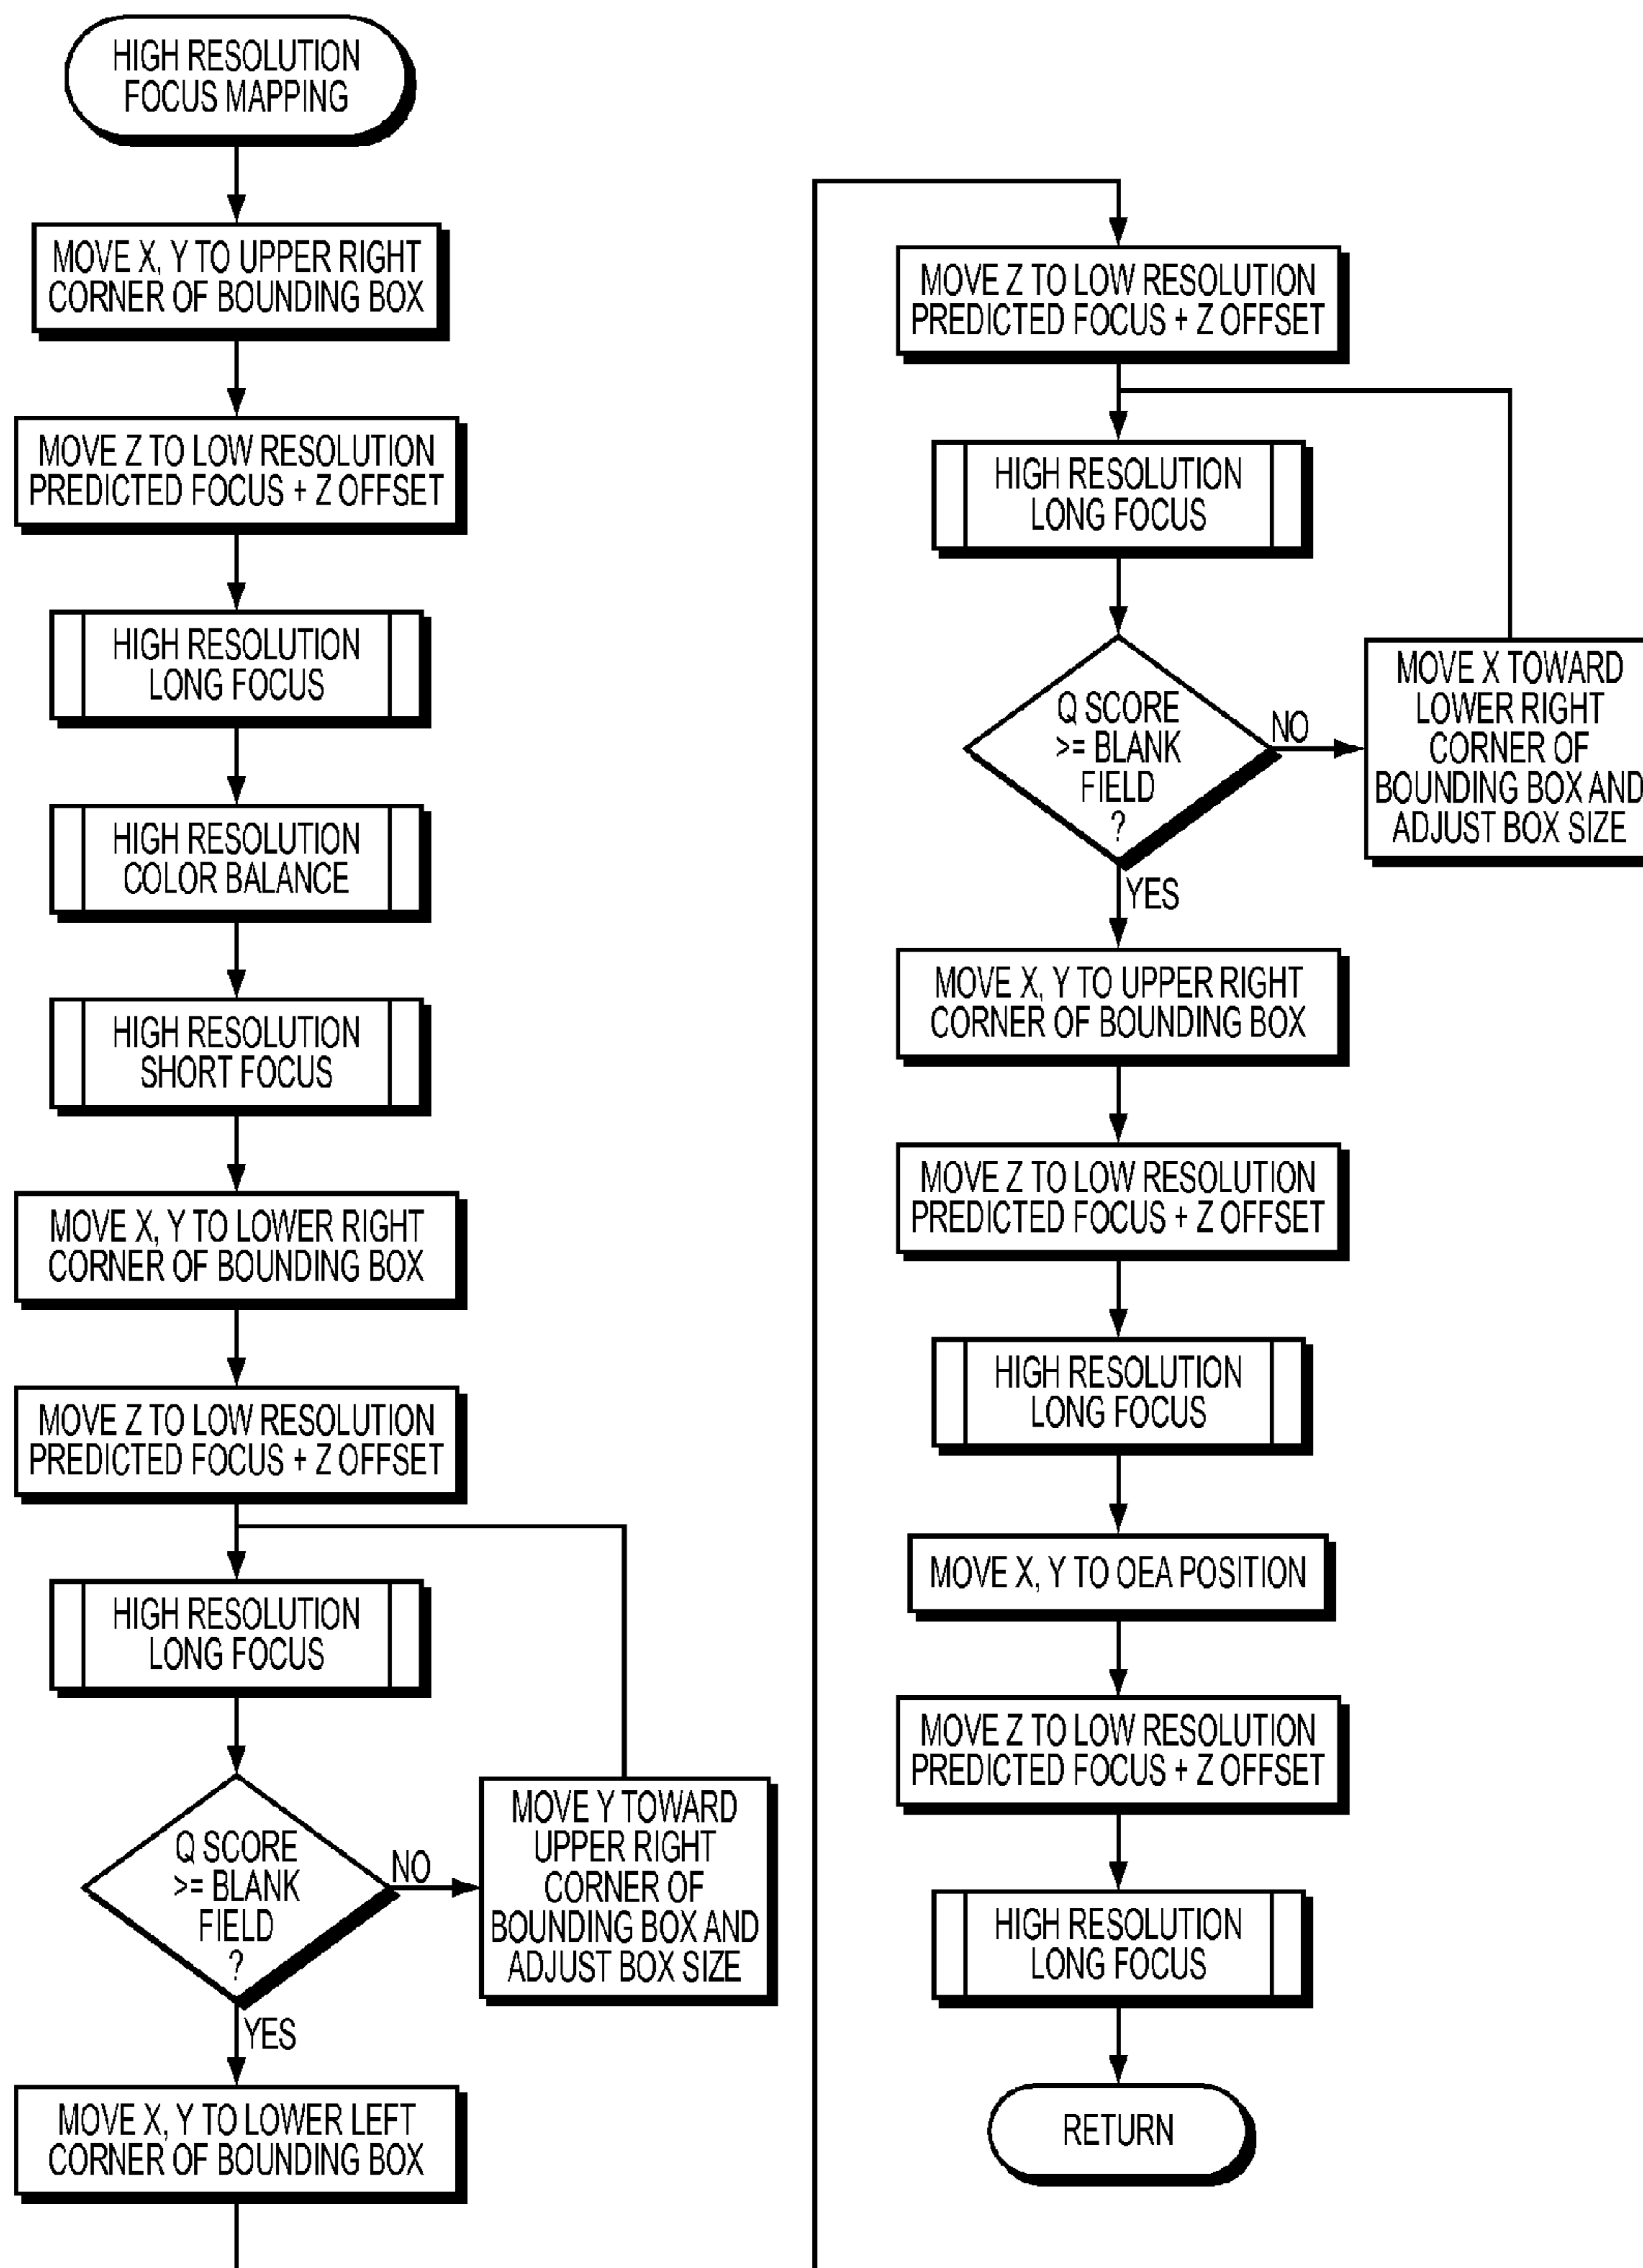 HIGH RESOLUTION
FOCUS MAPPING
MOVE X, Y TO UPPER RIGHT
CORNER OF BOUNDING BOX
MOVE Z TO LOW RESOLUTION
PREDICTED FOCUS + Z OFFSET
HIGH RESOLUTION
LONG FOCUS
HIGH RESOLUTION
COLOR BALANCE
HIGH RESOLUTION
SHORT FOCUS
MOVE X, Y TO LOWER RIGHT
CORNER OF BOUNDING BOX
MOVE Z TO LOW RESOLUTION
PREDICTED FOCUS + Z OFFSET
HIGH RESOLUTION
LONG FOCUS
Q SCORE
>= BLANK
FIELD
?
NO
MOVE Y TOWARD
UPPER RIGHT
CORNER OF
BOUNDING BOX AND
ADJUST BOX SIZE
YES
MOVE X, Y TO LOWER LEFT
CORNER OF BOUNDING BOX
MOVE Z TO LOW RESOLUTION
PREDICTED FOCUS + Z OFFSET
HIGH RESOLUTION
LONG FOCUS
Q SCORE
>= BLANK
FIELD
?
NO
MOVE X TOWARD
LOWER RIGHT
CORNER OF
BOUNDING BOX AND
ADJUST BOX SIZE
YES
MOVE X, Y TO UPPER RIGHT
CORNER OF BOUNDING BOX
MOVE Z TO LOW RESOLUTION
PREDICTED FOCUS + Z OFFSET
HIGH RESOLUTION
LONG FOCUS
MOVE X, Y TO OEA POSITION
MOVE Z TO LOW RESOLUTION
PREDICTED FOCUS + Z OFFSET
HIGH RESOLUTION
LONG FOCUS
RETURN